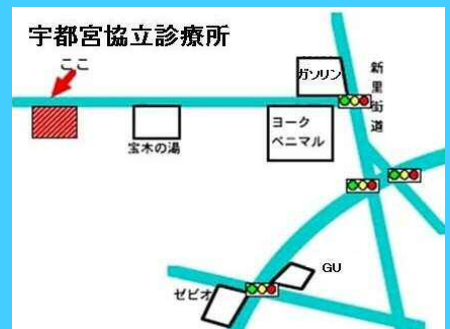 宇都宮協立診療所
ここ
ガソリン
新里街道
宝木の湯
ヨーク
ベニマル
GU
ゼビオ